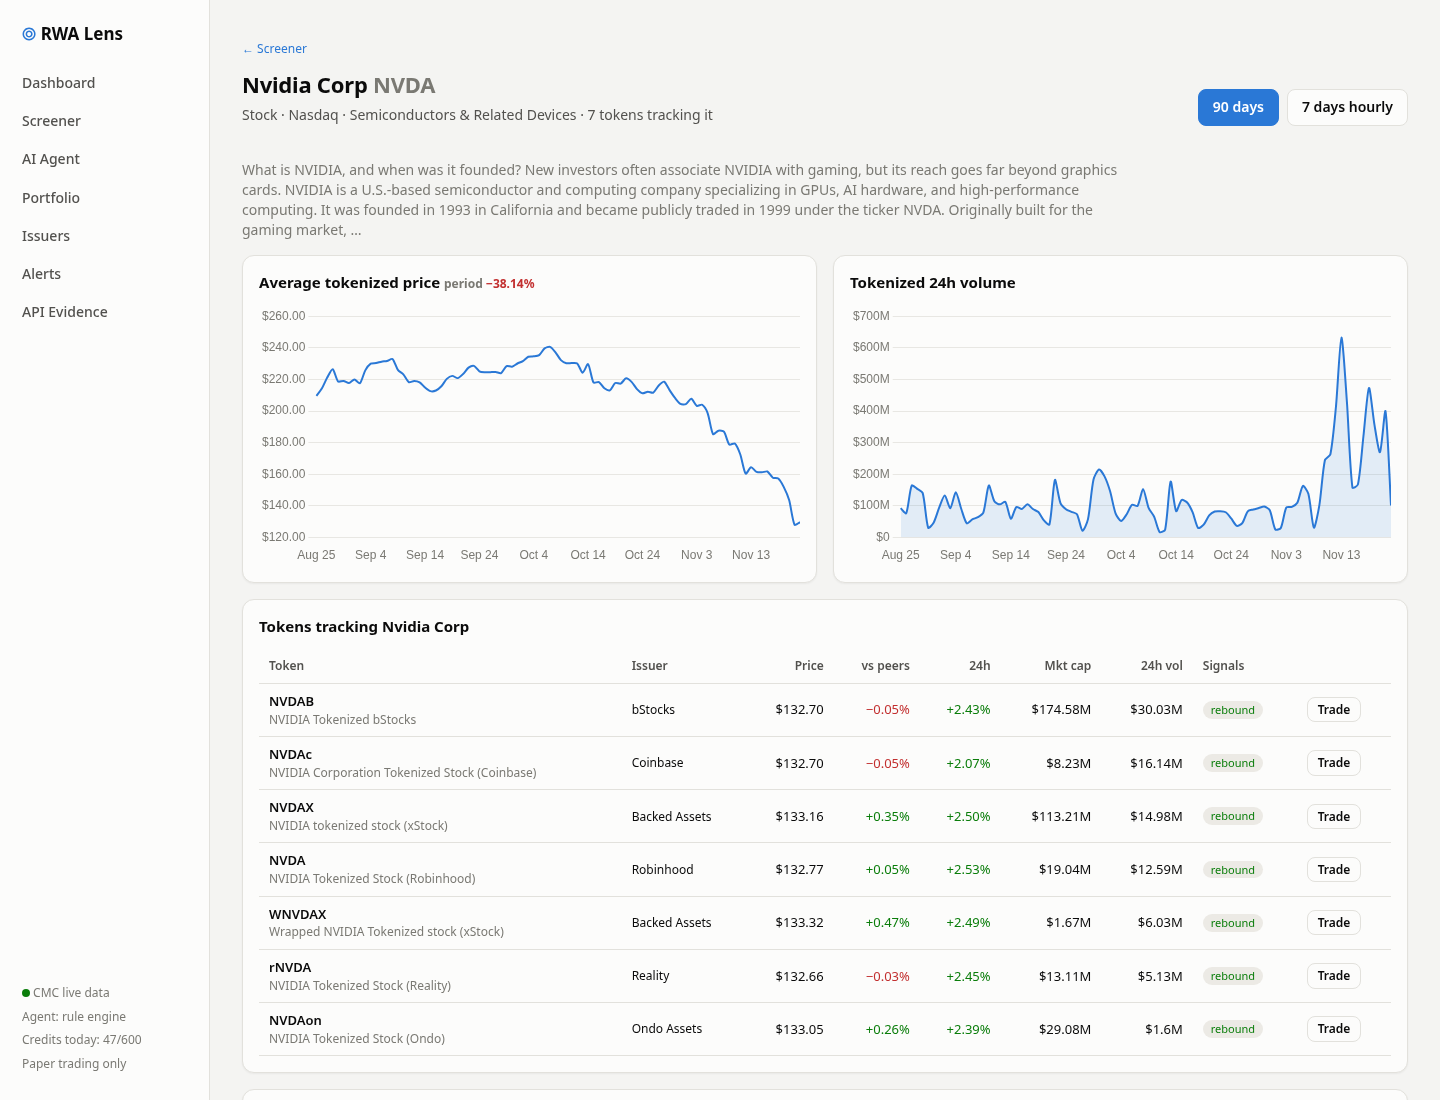 RWA Lens
Dashboard
Screener
AI Agent
Portfolio
Issuers
Alerts
API Evidence
CMC live data
Agent: rule engine
Credits today: 47/600
Paper trading only
← Screener
Nvidia Corp NVDA
Stock · Nasdaq · Semiconductors & Related Devices · 7 tokens tracking it
90 days
7 days hourly
What is NVIDIA, and when was it founded? New investors often associate NVIDIA with gaming, but its reach goes far beyond graphics
cards. NVIDIA is a U.S.-based semiconductor and computing company specializing in GPUs, AI hardware, and high-performance
computing. It was founded in 1993 in California and became publicly traded in 1999 under the ticker NVDA. Originally built for the
gaming market, ...
Average tokenized price period −38.14%
$260.00
$240.00
$220.00
$200.00
$180.00
$160.00
$140.00
$120.00
Aug 25 Sep 4 Sep 14 Sep 24 Oct 4 Oct 14 Oct 24 Nov 3 Nov 13
Tokenized 24h volume
$700M
$600M
$500M
$400M
$300M
$200M
$100M
$0
Aug 25 Sep 4 Sep 14 Sep 24 Oct 4 Oct 14 Oct 24 Nov 3 Nov 13
Tokens tracking Nvidia Corp
Token Issuer Price vs peers 24h Mkt cap 24h vol Signals
NVDAB
NVIDIA Tokenized bStocks
bStocks $132.70 −0.05% +2.43% $174.58M $30.03M rebound Trade
NVDAc
NVIDIA Corporation Tokenized Stock (Coinbase)
Coinbase $132.70 −0.05% +2.07% $8.23M $16.14M rebound Trade
NVDAX
NVIDIA tokenized stock (xStock)
Backed Assets $133.16 +0.35% +2.50% $113.21M $14.98M rebound Trade
NVDA
NVIDIA Tokenized Stock (Robinhood)
Robinhood $132.77 +0.05% +2.53% $19.04M $12.59M rebound Trade
WNVDAX
Wrapped NVIDIA Tokenized stock (xStock)
Backed Assets $133.32 +0.47% +2.49% $1.67M $6.03M rebound Trade
rNVDA
NVIDIA Tokenized Stock (Reality)
Reality $132.66 −0.03% +2.45% $13.11M $5.13M rebound Trade
NVDAon
NVIDIA Tokenized Stock (Ondo)
Ondo Assets $133.05 +0.26% +2.39% $29.08M $1.6M rebound Trade